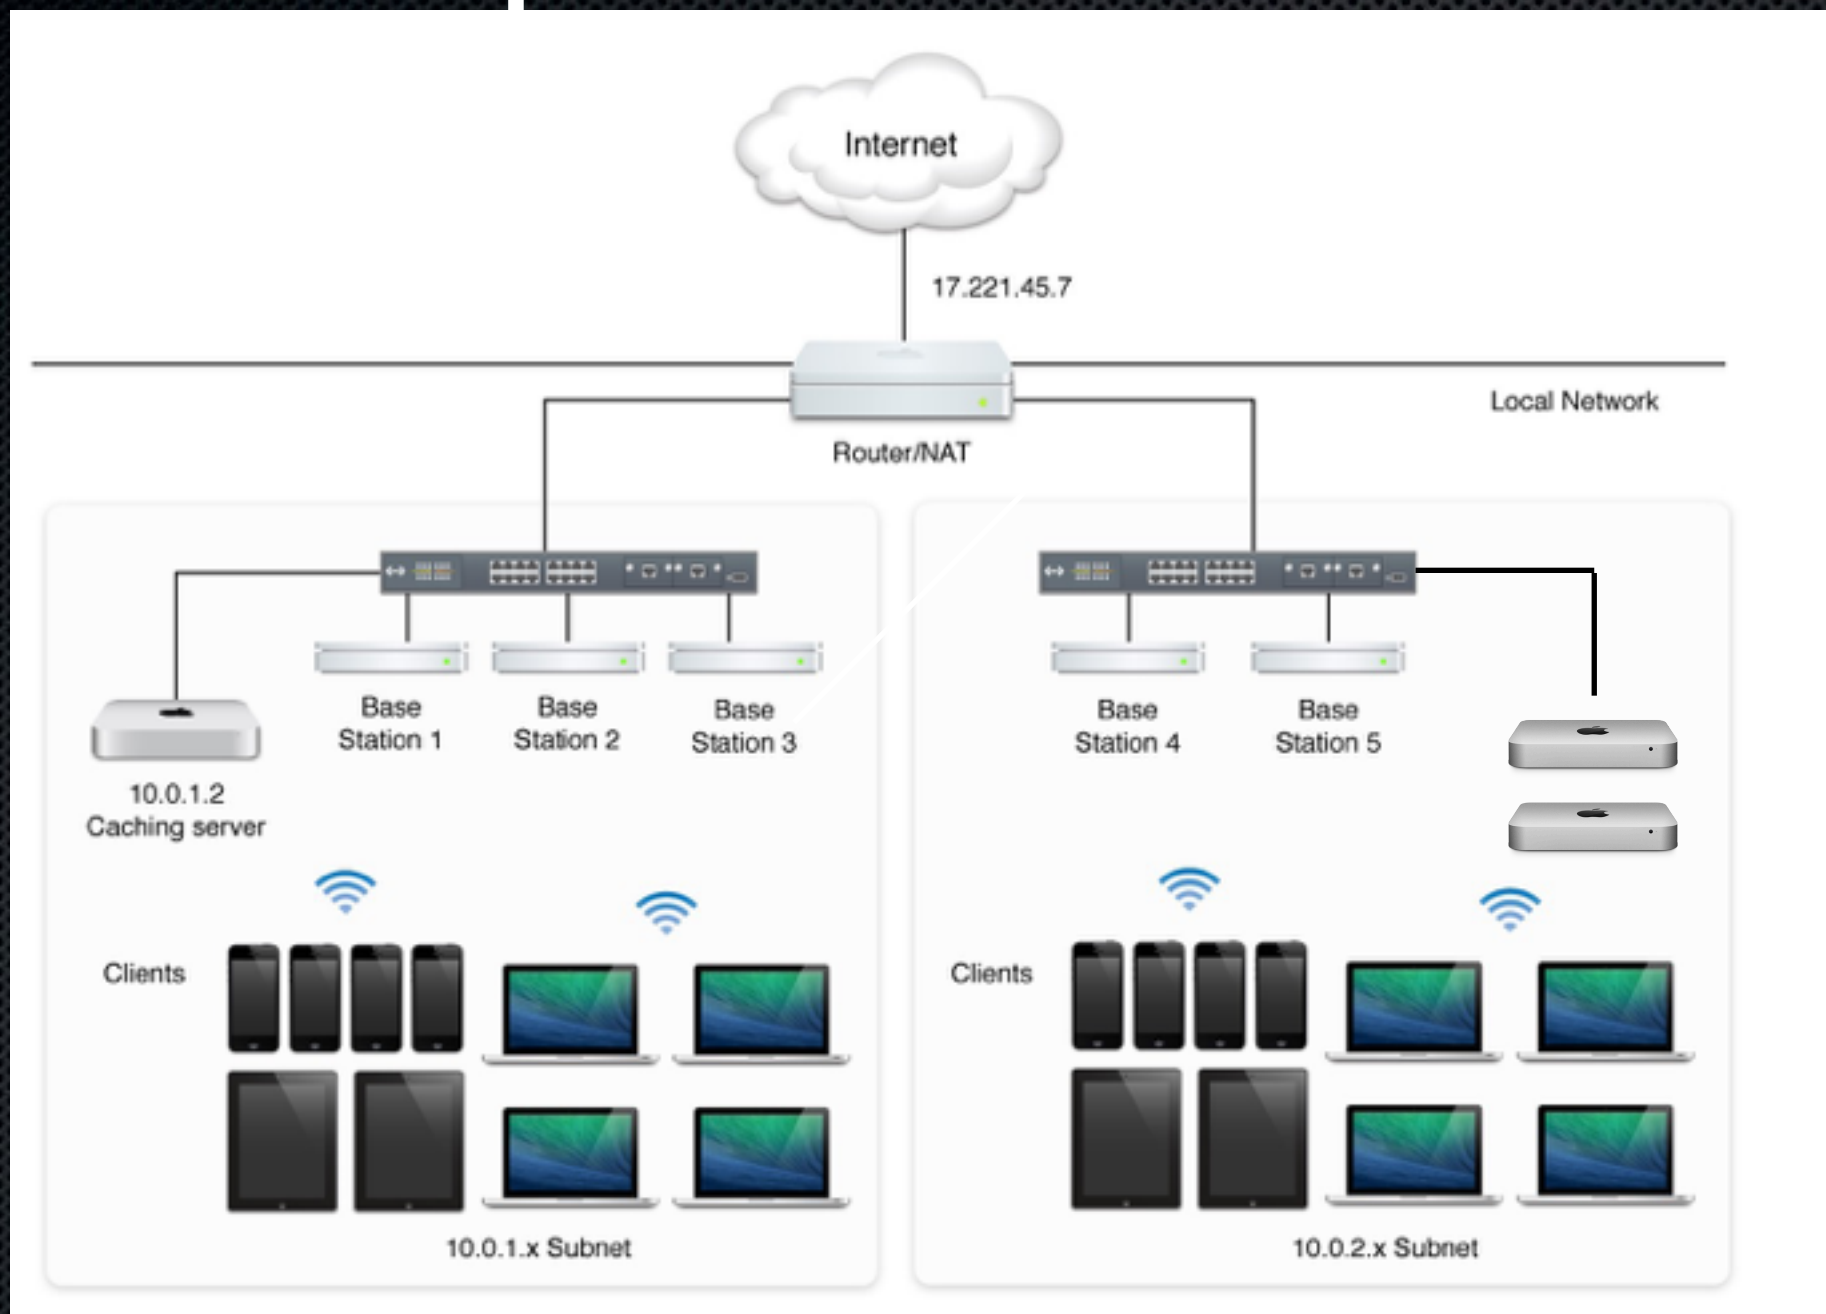 Internet
17.221.45.7
Local Network
Router/NAT
Base
Station 1
Base
Station 2
Base
Station 3
Base
Station 4
Base
Station 5
10.0.1.2
Caching server
Clients
Clients
10.0.1.x Subnet
10.0.2.x Subnet